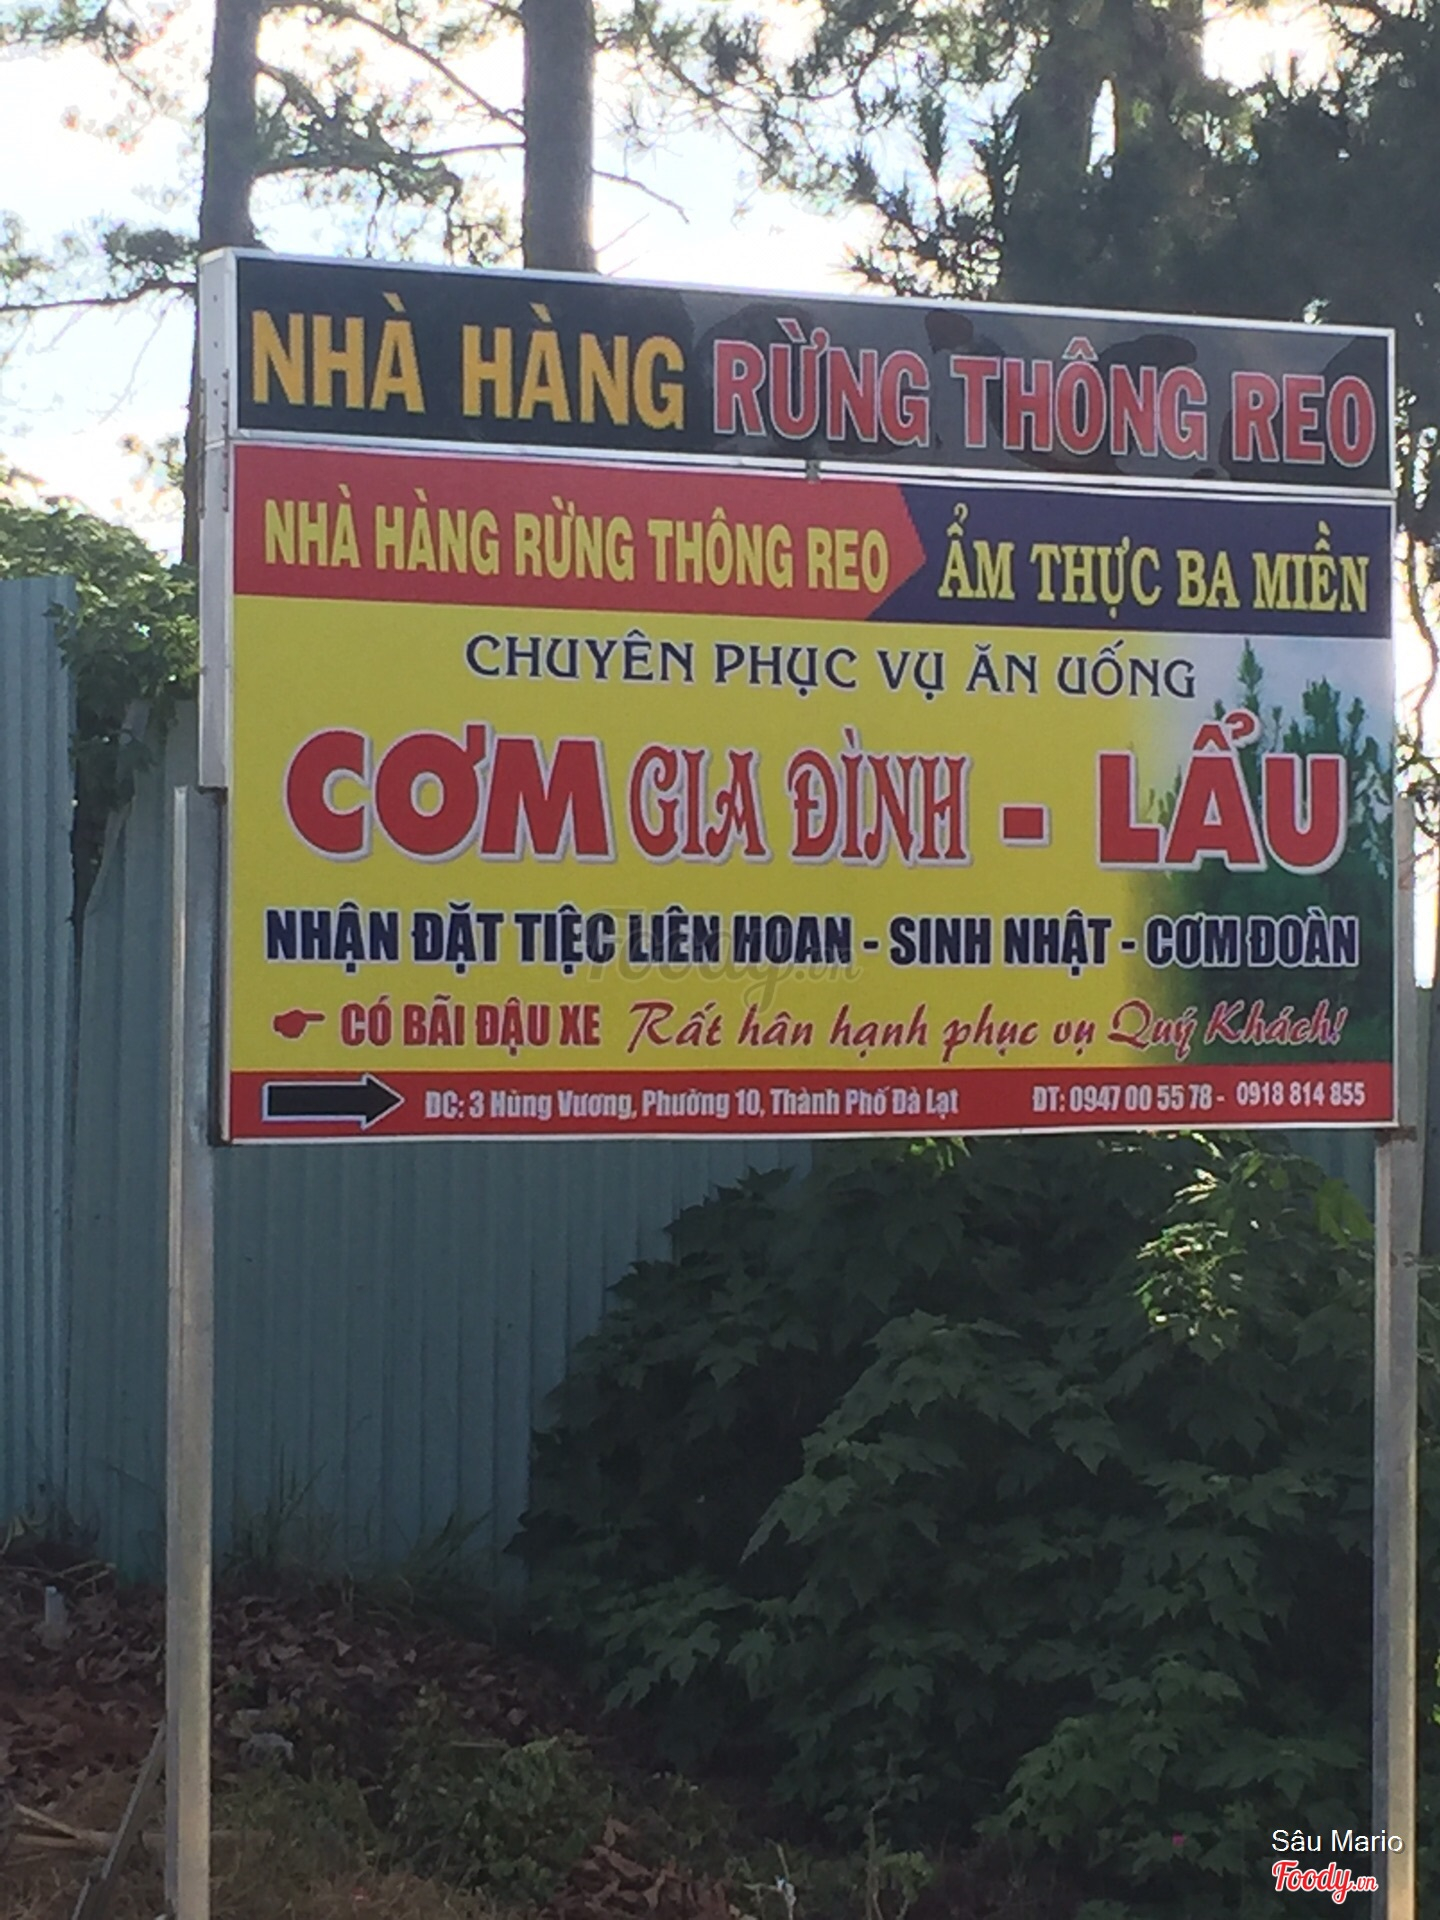 NHÀ HÀNG RỪNG THÔNG REO
NHÀ HÀNG RỪNG THÔNG REO ẨM THỰC BA MIỀN
CHUYÊN PHỤC VỤ ĂN UỐNG
CƠM GIA ĐÌNH - LẨU
NHẬN ĐẶT TIỆC LIÊN HOAN - SINH NHẬT - CƠM ĐOÀN
CÓ BÃI ĐẬU XE Rất hân hạnh phục vụ Quý Khách!
ĐC: 3 Hùng Vương, Phường 10, Thành Phố Đà Lạt ĐT: 0947 00 55 78 - 0918 814 855
Foody.vn
Sâu Mario
Foody.vn